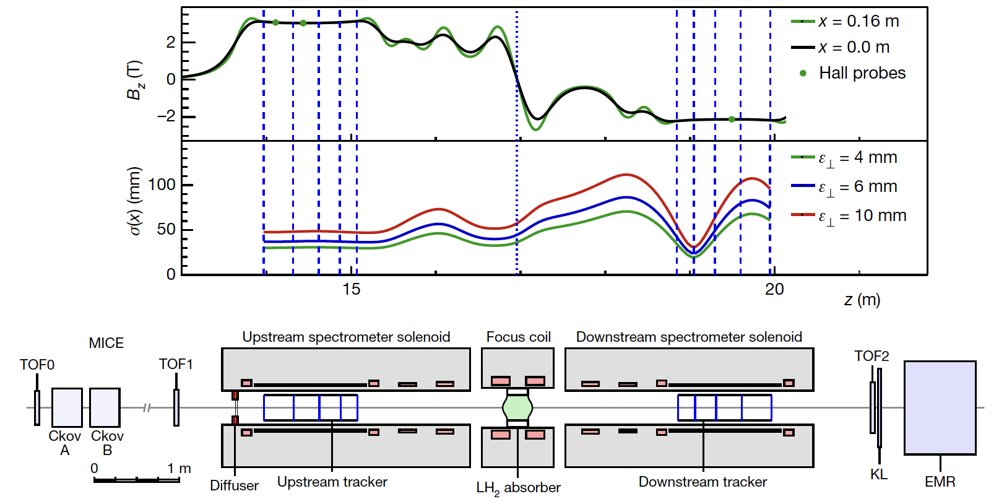 x = 0.16 m
x = 0.0 m
Hall probes
B_z (T)
2
0
−2
ε⊥ = 4 mm
ε⊥ = 6 mm
ε⊥ = 10 mm
σ(x) (mm)
100
50
0
15
20
z (m)
MICE
Upstream spectrometer solenoid
Focus coil
Downstream spectrometer solenoid
TOF0
TOF1
TOF2
Ckov
A
Ckov
B
0
1 m
Diffuser
Upstream tracker
LH₂ absorber
Downstream tracker
KL
EMR